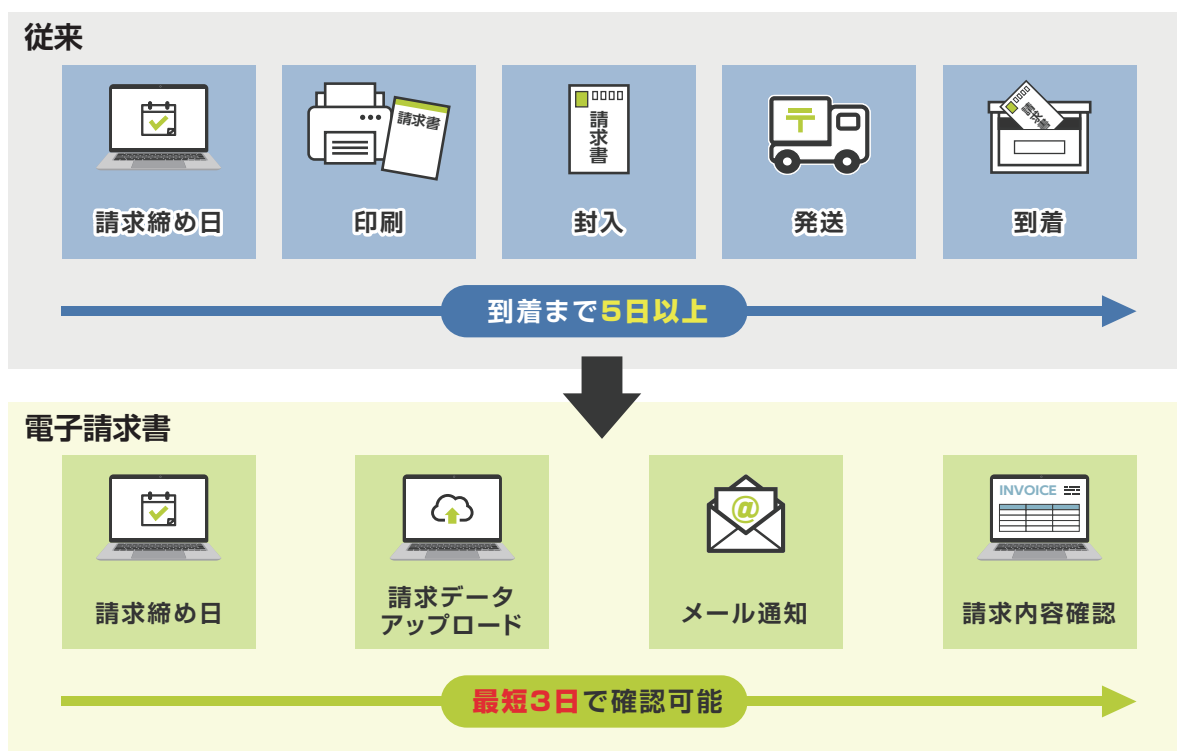 従来
請求書
請求書
〒
請求書
請求締め日
印刷
封入
発送
到着
到着まで5日以上
電子請求書
@
INVOICE
請求締め日
請求データ
アップロード
メール通知
請求内容確認
最短3日で確認可能